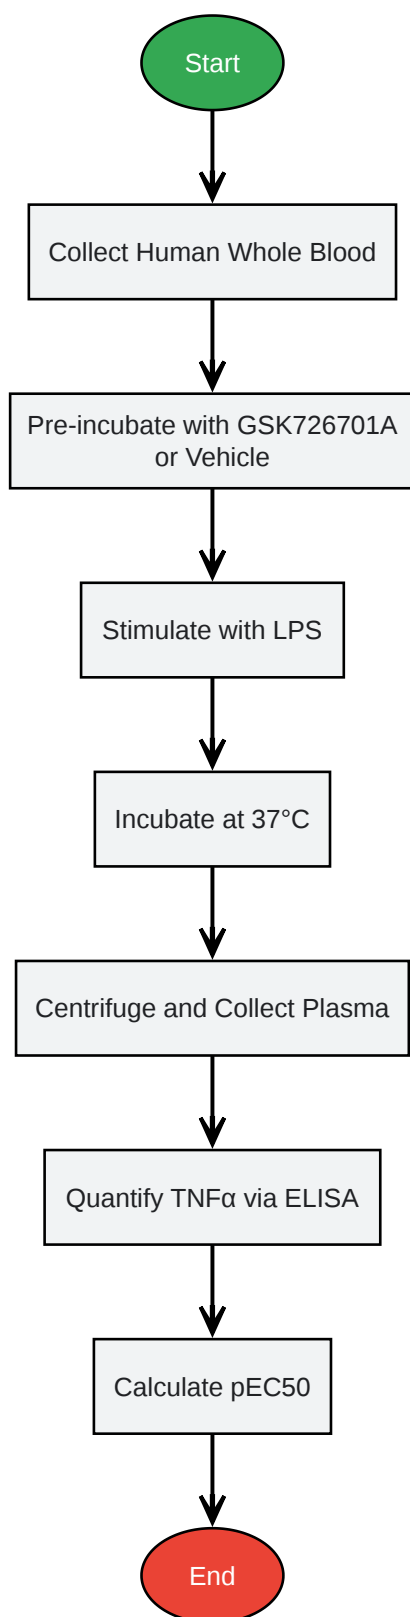 Start
Collect Human Whole Blood
Pre-incubate with GSK726701A
or Vehicle
Stimulate with LPS
Incubate at 37°C
Centrifuge and Collect Plasma
Quantify TNFα via ELISA
Calculate pEC50
End